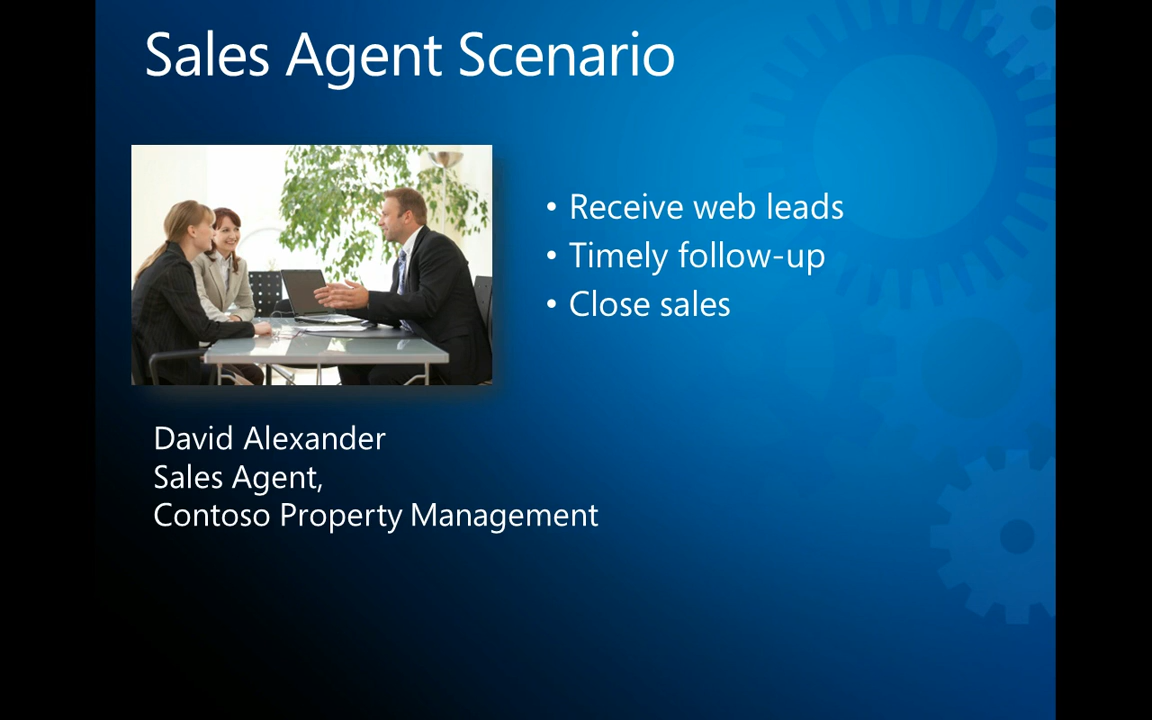 Sales Agent Scenario
• Receive web leads
• Timely follow-up
• Close sales
David Alexander
Sales Agent,
Contoso Property Management